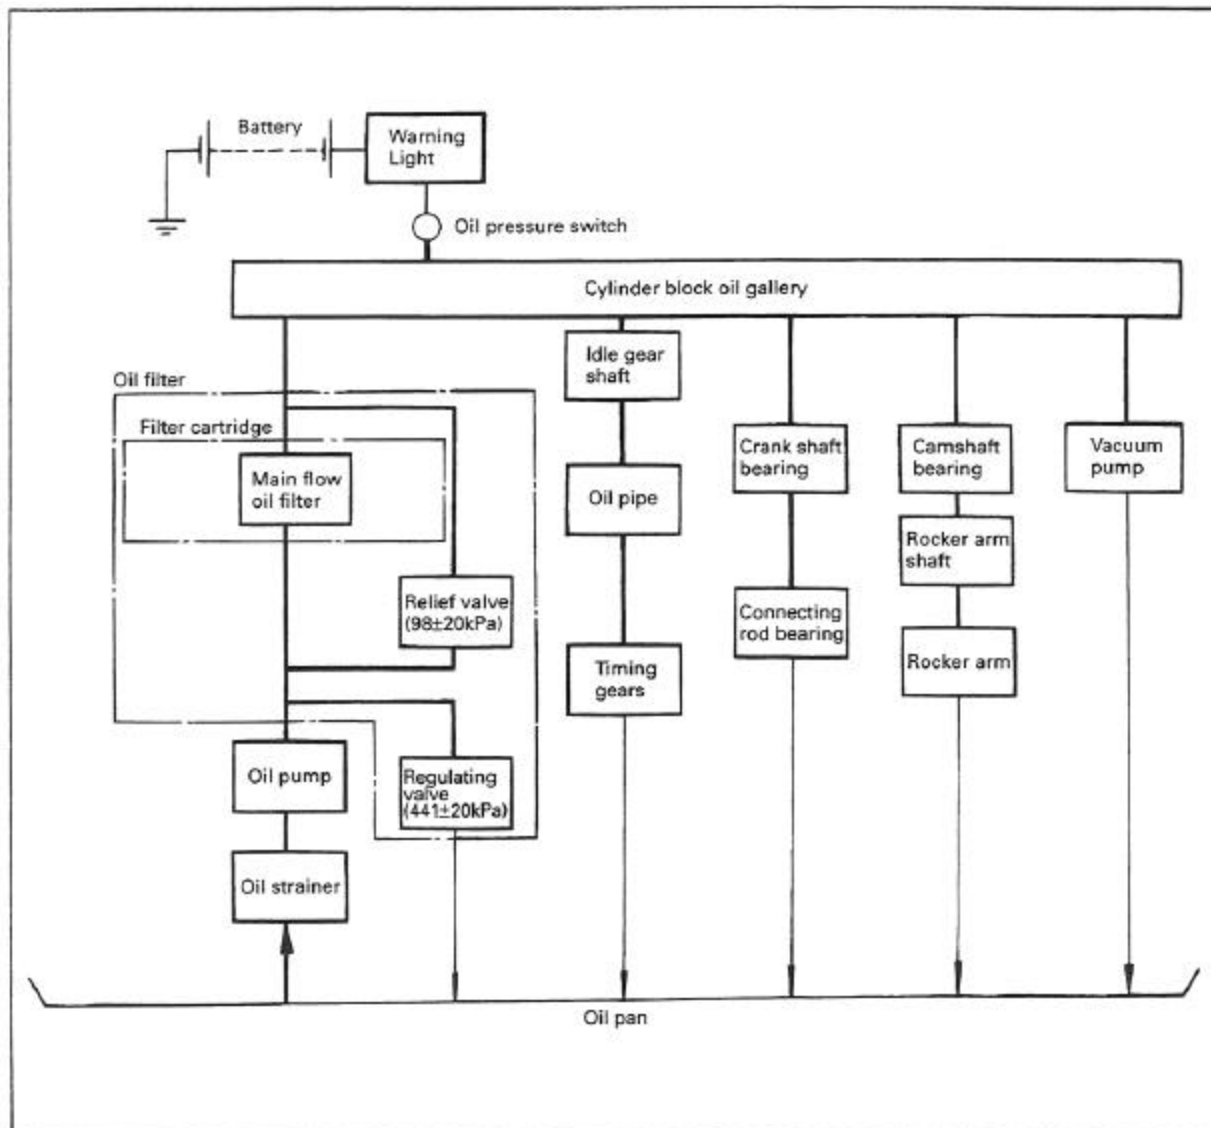 Battery
Warning
Light
Oil pressure switch
Cylinder block oil gallery
Idle gear
shaft
Oil filter
Filter cartridge
Main flow
oil filter
Oil pipe
Crank shaft
bearing
Camshaft
bearing
Vacuum
pump
Rocker arm
shaft
Relief valve
(98±20kPa)
Connecting
rod bearing
Rocker arm
Timing
gears
Oil pump
Regulating
valve
(441±20kPa)
Oil strainer
Oil pan